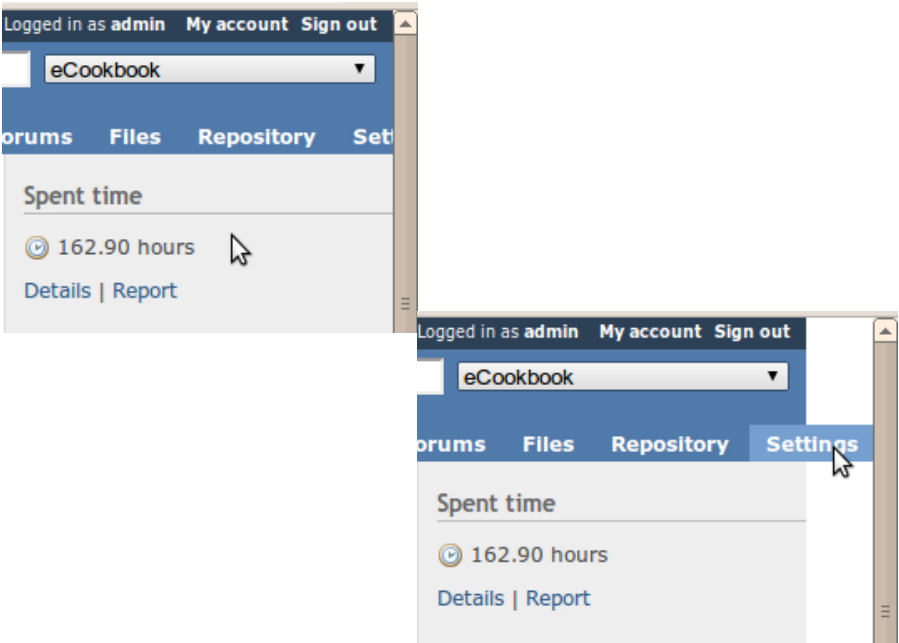 Logged in as admin My account Sign out
eCookbook
orums Files Repository Sett
Spent time
162.90 hours
Details | Report
Logged in as admin My account Sign out
eCookbook
orums Files Repository Settings
Spent time
162.90 hours
Details | Report